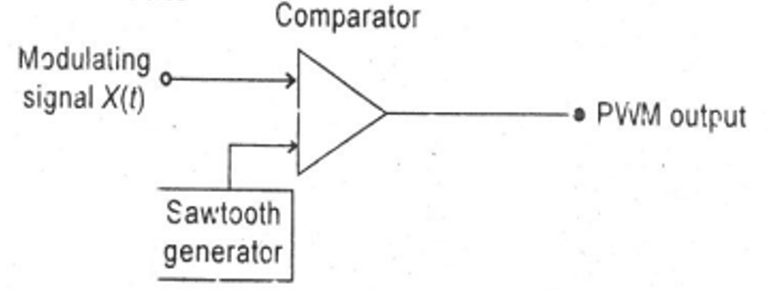 Comparator
Modulating
signal X(t)
PWM output
Sawtooth
generator